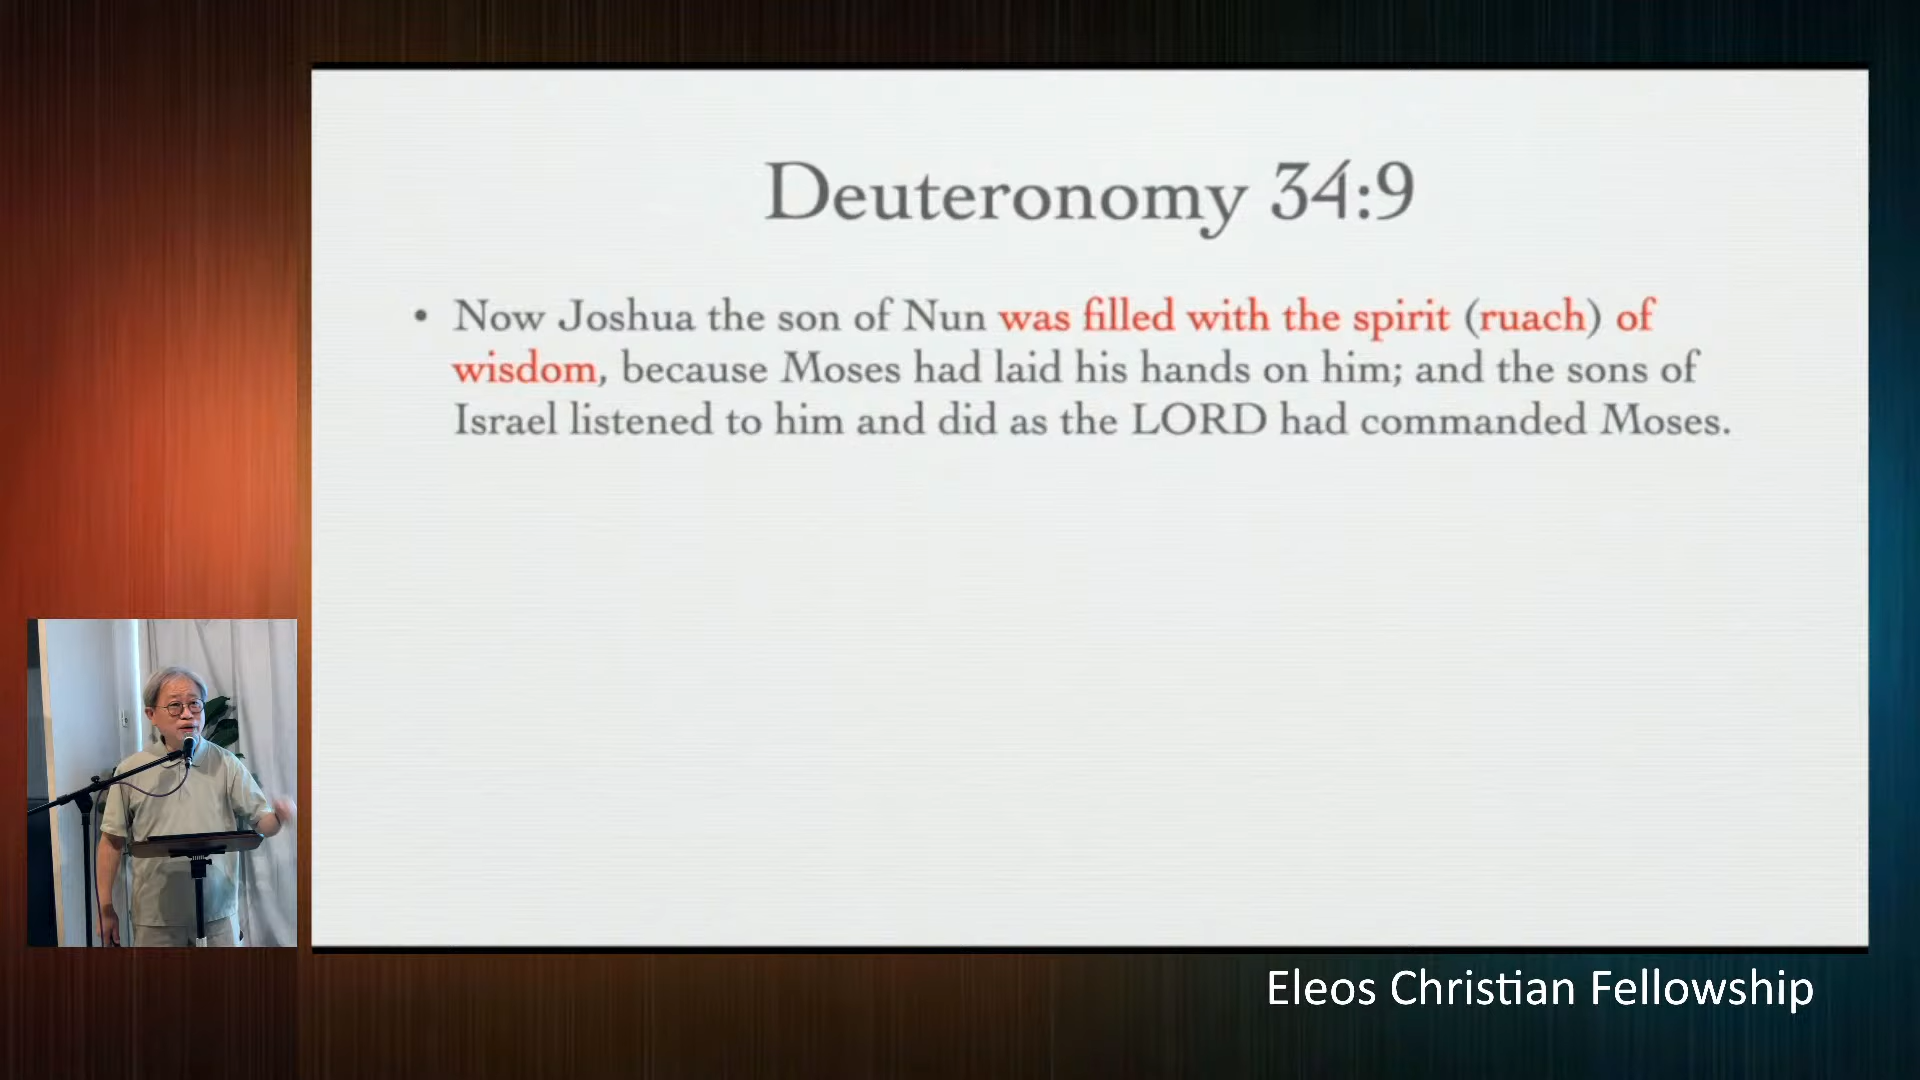 Deuteronomy 34:9
• Now Joshua the son of Nun was filled with the spirit (ruach) of
wisdom, because Moses had laid his hands on him; and the sons of
Israel listened to him and did as the LORD had commanded Moses.
Eleos Christian Fellowship